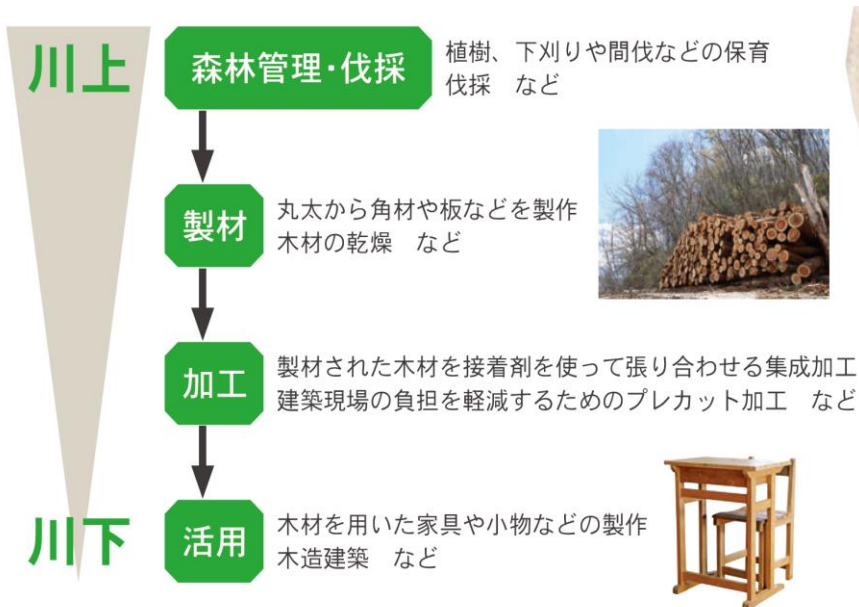 川上
森林管理・伐採
植樹、下刈りや間伐などの保育
伐採　など
製材
丸太から角材や板などを製作
木材の乾燥　など
加工
製材された木材を接着剤を使って張り合わせる集成加工
建築現場の負担を軽減するためのプレカット加工　など
川下
活用
木材を用いた家具や小物などの製作
木造建築　など